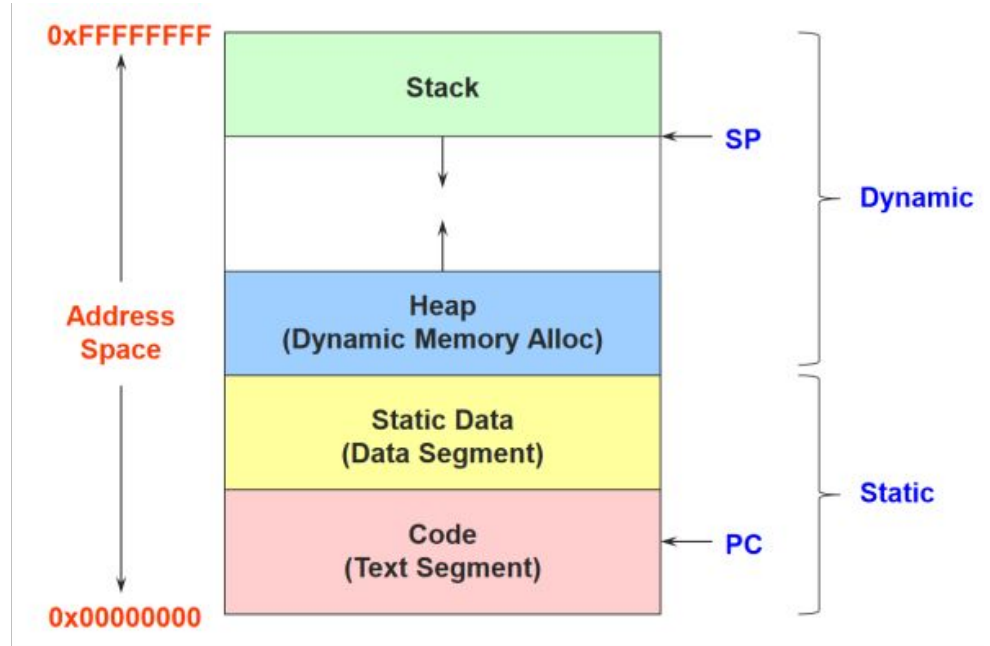 0xFFFFFFFF
Stack
SP
Dynamic
Heap
(Dynamic Memory Alloc)
Address
Space
Static Data
(Data Segment)
Static
Code
(Text Segment)
PC
0x00000000